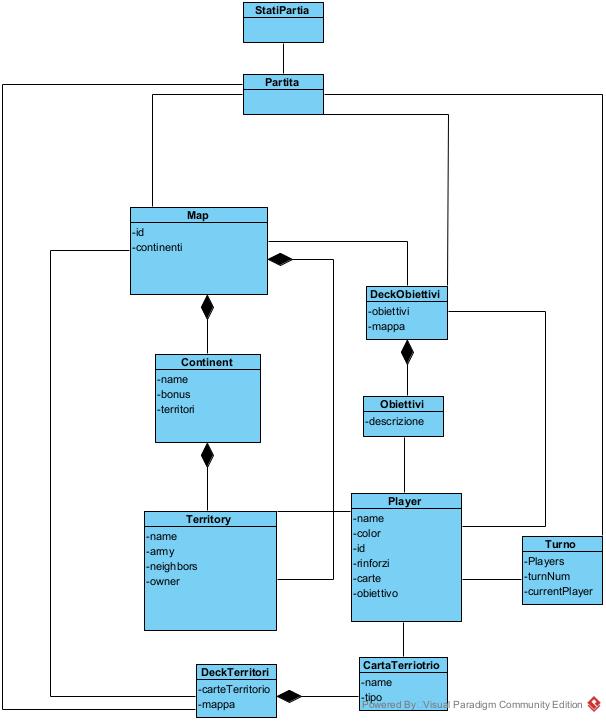 StatiPartia
Partita
Map
-id
-continenti
DeckObiettivi
-obiettivi
-mappa
Continent
-name
-bonus
-territori
Obiettivi
-descrizione
Territory
-name
-army
-neighbors
-owner
Player
-name
-color
-id
-rinforzi
-carte
-obiettivo
Turno
-Players
-turnNum
-currentPlayer
DeckTerritori
-carteTerritorio
-mappa
CartaTerriotrio
-name
-tipo
Powered By Visual Paradigm Community Edition